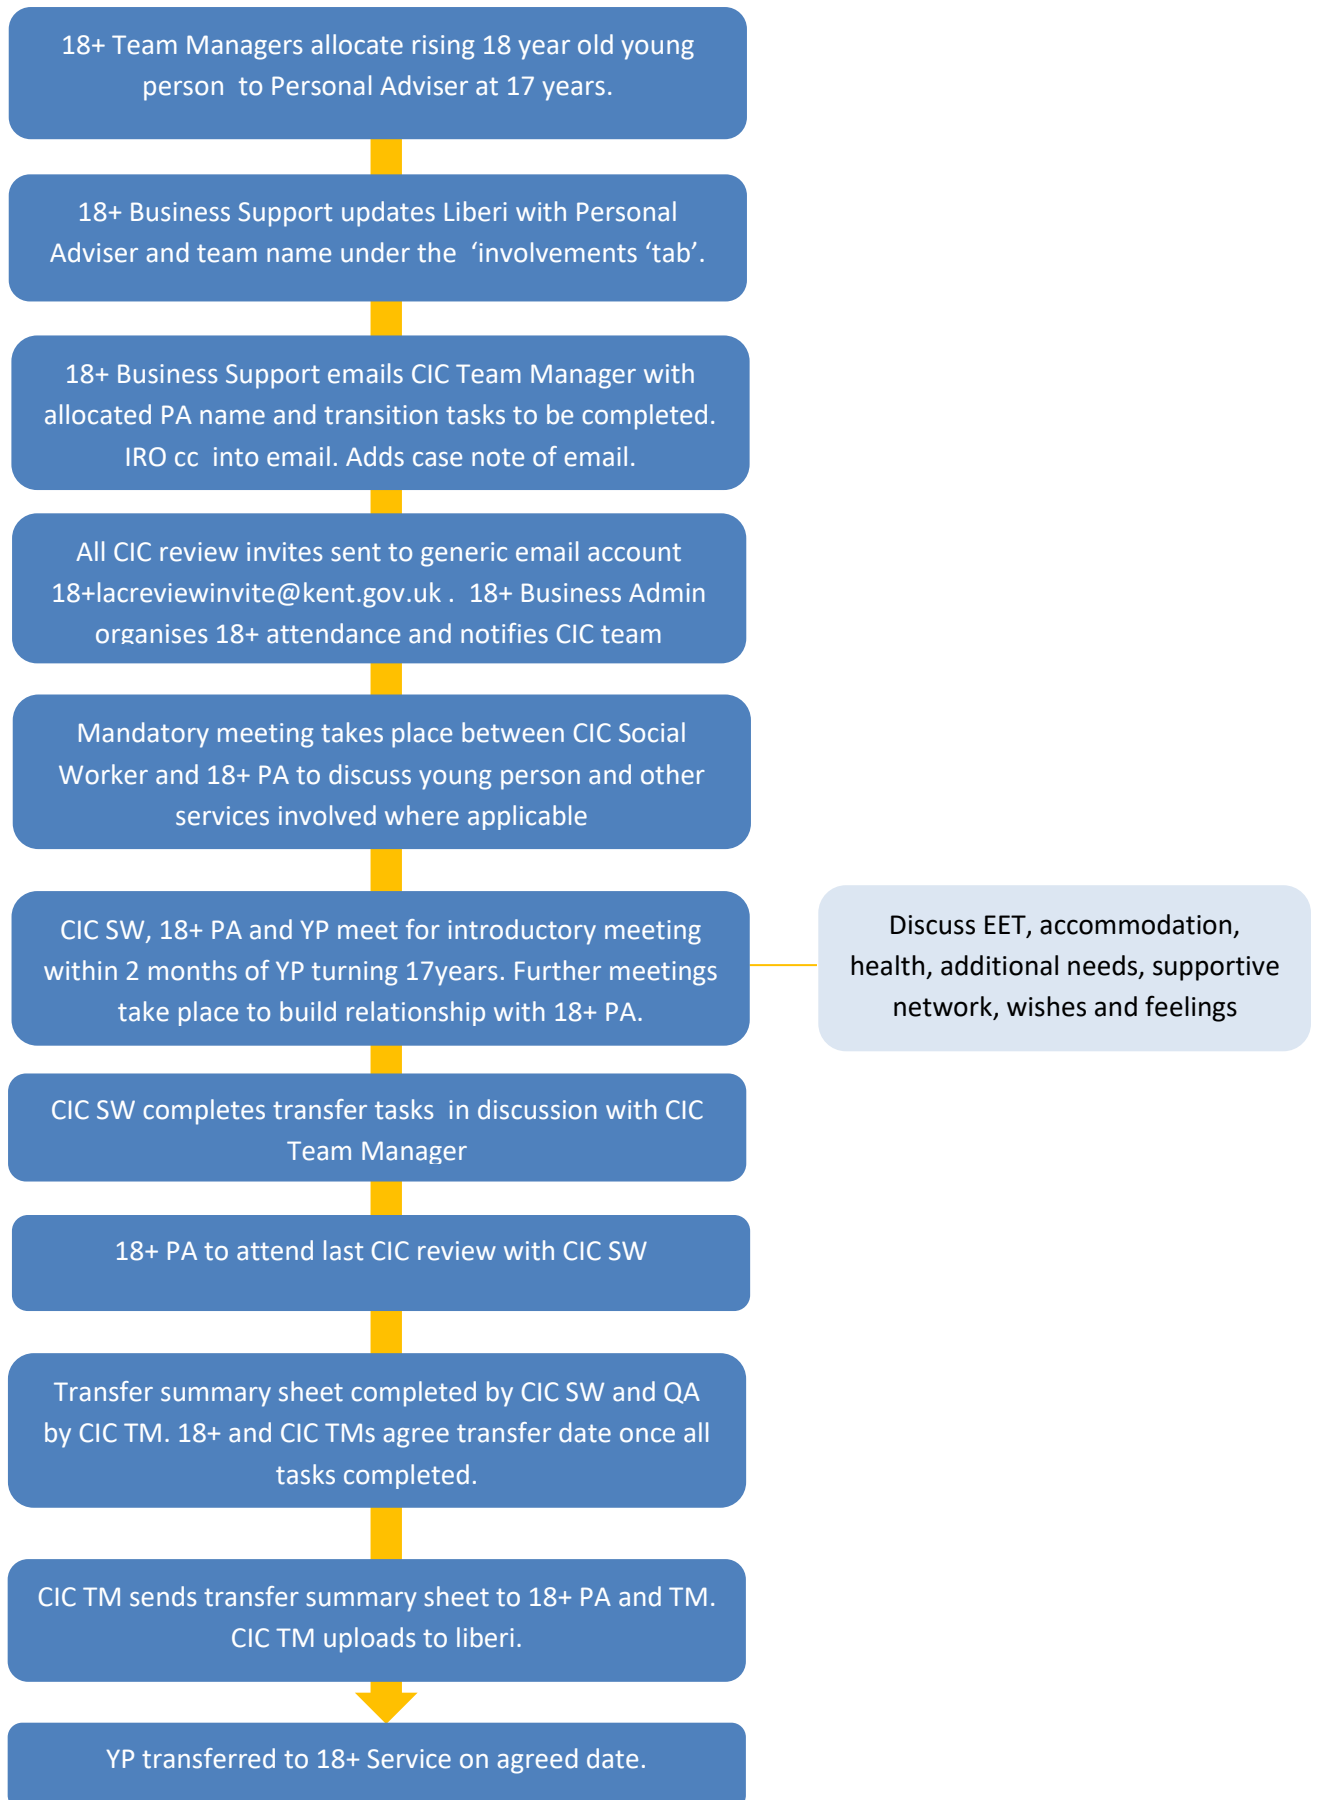 18+ Team Managers allocate rising 18 year old young
person  to Personal Adviser at 17 years.
18+ Business Support updates Liberi with Personal
Adviser and team name under the  ‘involvements ‘tab’.
18+ Business Support emails CIC Team Manager with
allocated PA name and transition tasks to be completed.
IRO cc  into email. Adds case note of email.
All CIC review invites sent to generic email account
18+lacreviewinvite@kent.gov.uk .  18+ Business Admin
organises 18+ attendance and notifies CIC team
Mandatory meeting takes place between CIC Social
Worker and 18+ PA to discuss young person and other
services involved where applicable
CIC SW, 18+ PA and YP meet for introductory meeting
within 2 months of YP turning 17years. Further meetings
take place to build relationship with 18+ PA.
Discuss EET, accommodation,
health, additional needs, supportive
network, wishes and feelings
CIC SW completes transfer tasks  in discussion with CIC
Team Manager
18+ PA to attend last CIC review with CIC SW
Transfer summary sheet completed by CIC SW and QA
by CIC TM. 18+ and CIC TMs agree transfer date once all
tasks completed.
CIC TM sends transfer summary sheet to 18+ PA and TM.
CIC TM uploads to liberi.
YP transferred to 18+ Service on agreed date.